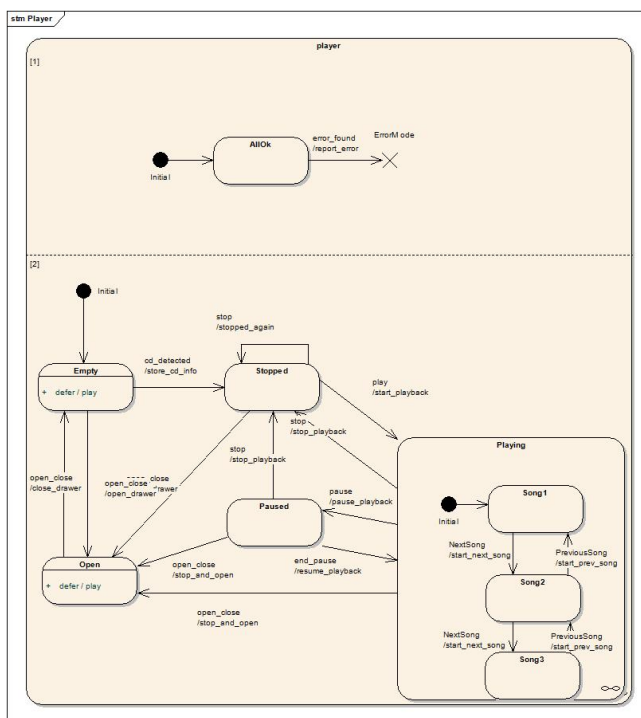 stm Player
player
[1]
AllOk
error_found
/report_error
ErrorMode
Initial
[2]
Initial
stop
/stopped_again
Empty
+ defer / play
cd_detected
/store_cd_info
Stopped
play
/start_playback
stop
/stop_playback
Playing
stop
/stop_playback
open_close
/close_drawer
open_close
/open_drawer
close
Paused
pause
/pause_playback
Initial
Song1
NextSong
/start_next_song
PreviousSong
/start_prev_song
Open
+ defer / play
open_close
/stop_and_open
end_pause
/resume_playback
Song2
open_close
/stop_and_open
NextSong
/start_next_song
PreviousSong
/start_prev_song
Song3